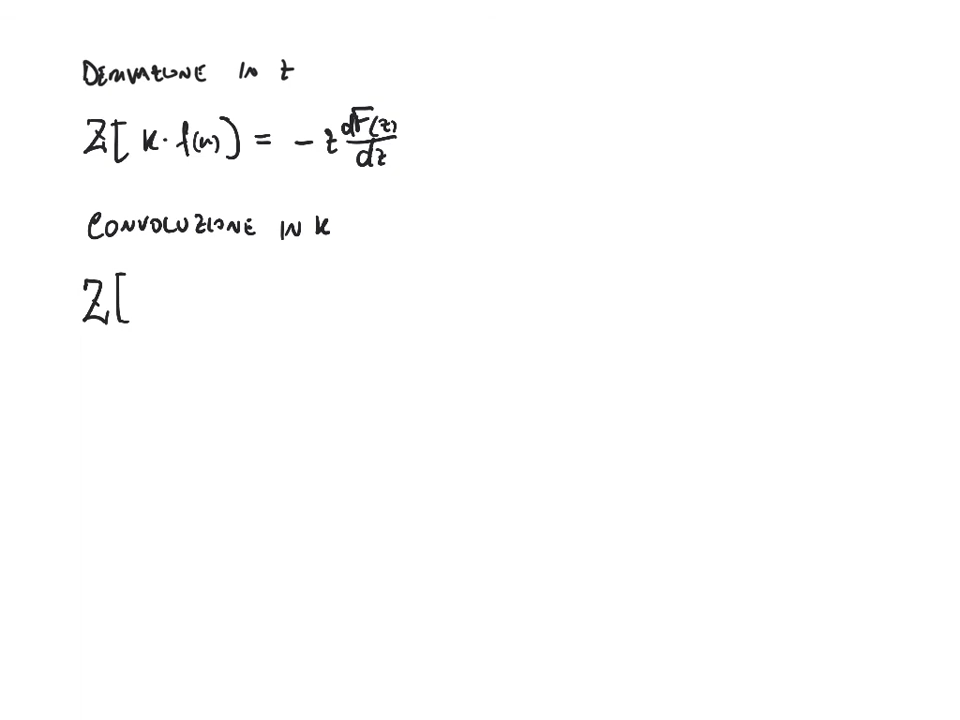 DERIVAZIONE IN z
Z[ k · f(k) ] = - z dF(z)/dz
CONVOLUZIONE IN k
Z[